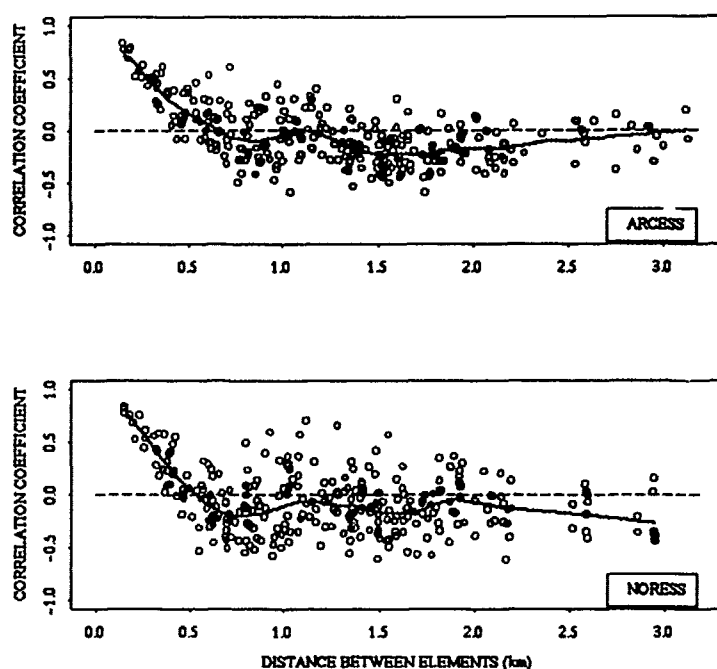 CORRELATION COEFFICIENT
1.0
0.5
0.0
-0.5
-1.0
ARCESS
0.0 0.5 1.0 1.5 2.0 2.5 3.0
CORRELATION COEFFICIENT
1.0
0.5
0.0
-0.5
-1.0
NORESS
0.0 0.5 1.0 1.5 2.0 2.5 3.0
DISTANCE BETWEEN ELEMENTS (km)